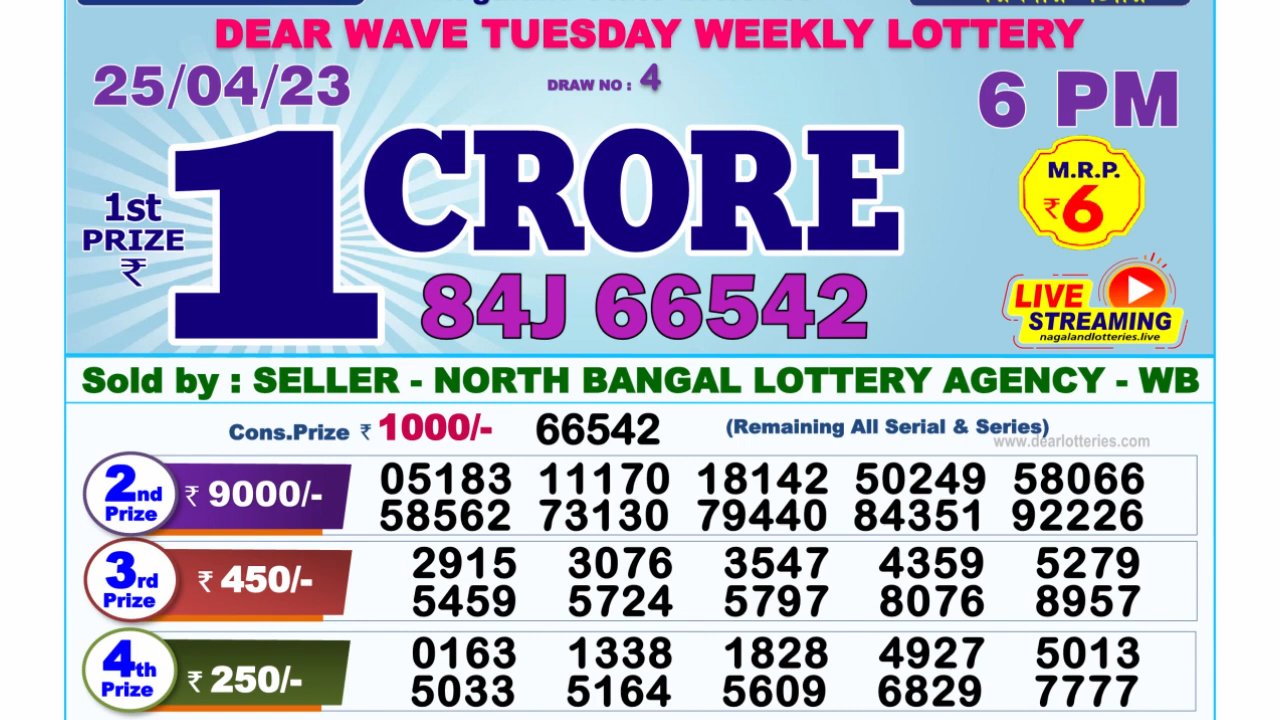 DEAR WAVE TUESDAY WEEKLY LOTTERY
25/04/23
DRAW NO : 4
6 PM
1st
PRIZE
₹
1 CRORE
84J 66542
M.R.P.
₹6
LIVE
STREAMING
nagalandlotteries.live
Sold by : SELLER - NORTH BANGAL LOTTERY AGENCY - WB
Cons.Prize ₹ 1000/- 66542 (Remaining All Serial & Series)
www.dearlotteries.com
2nd Prize ₹ 9000/-
05183 11170 18142 50249 58066
58562 73130 79440 84351 92226
3rd Prize ₹ 450/-
2915 3076 3547 4359 5279
5459 5724 5797 8076 8957
4th Prize ₹ 250/-
0163 1338 1828 4927 5013
5033 5164 5609 6829 7777